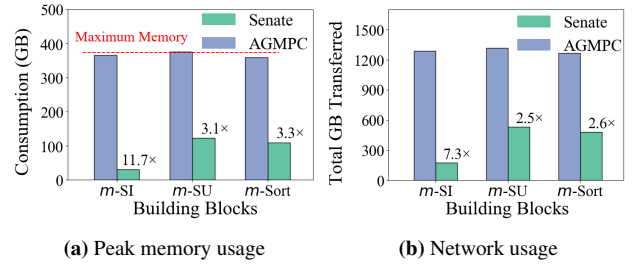 500
400
300
200
100
0
Consumption (GB)
Maximum Memory
Senate
AGMPC
11.7×
3.1×
3.3×
m-SI
m-SU
m-Sort
Building Blocks
(a) Peak memory usage
1500
1200
900
600
300
0
Total GB Transferred
Senate
AGMPC
7.3×
2.5×
2.6×
m-SI
m-SU
m-Sort
Building Blocks
(b) Network usage